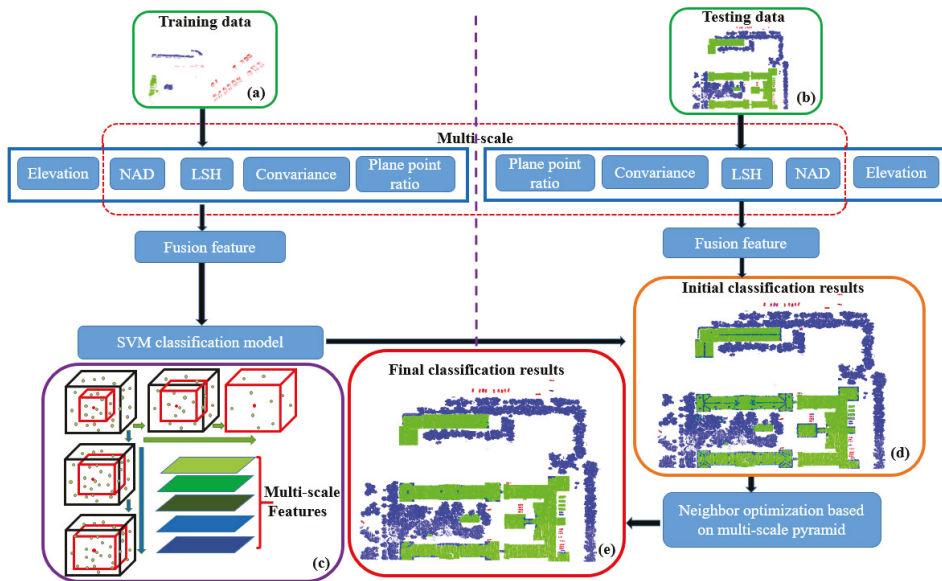 Training data
(a)
Testing data
(b)
Multi-scale
Elevation
NAD
LSH
Convariance
Plane point
ratio
Plane point
ratio
Convariance
LSH
NAD
Elevation
Fusion feature
Fusion feature
SVM classification model
Initial classification results
(d)
Final classification results
(e)
Multi-scale
Features
(c)
Neighbor optimization based
on multi-scale pyramid